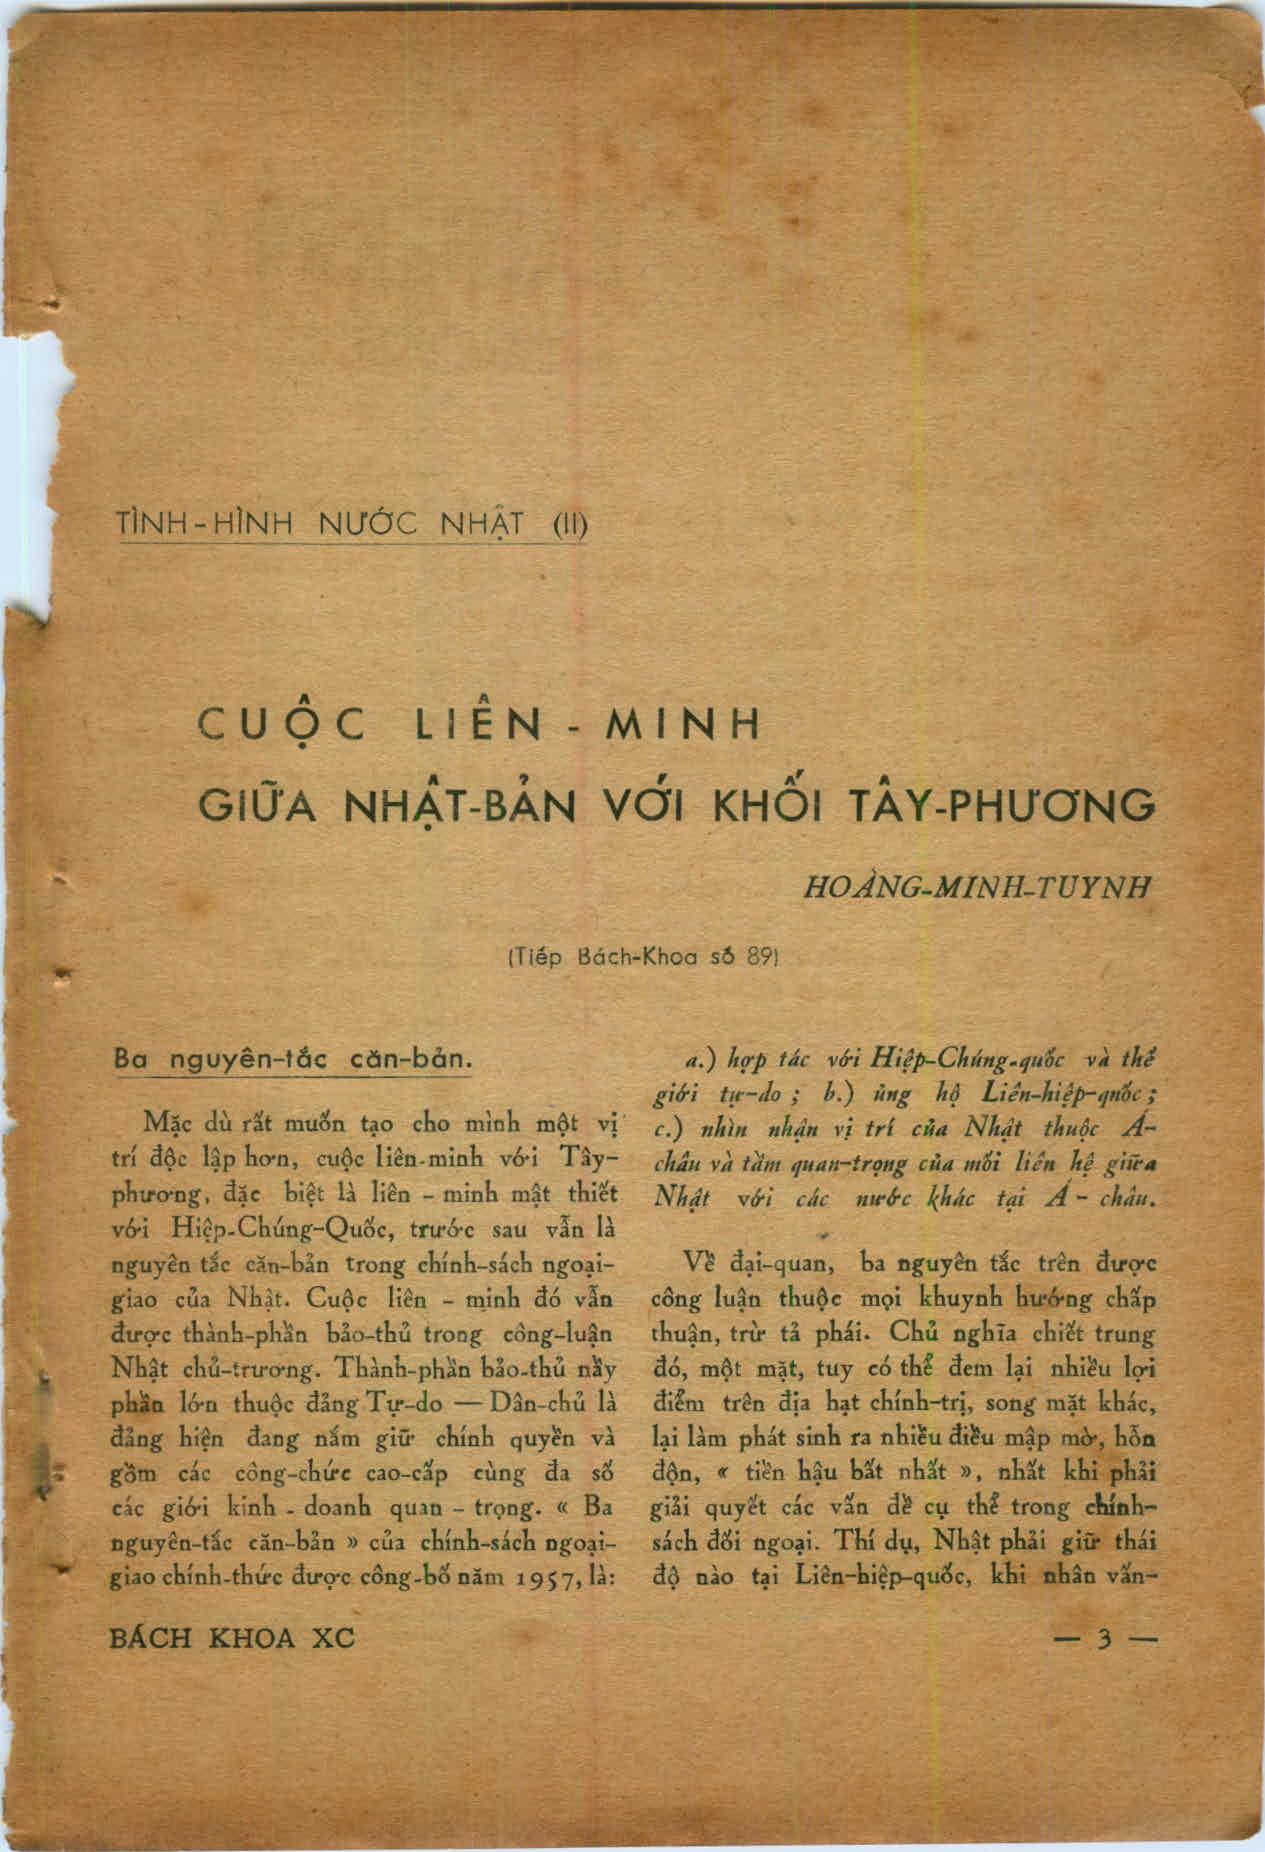 TÌNH-HÌNH NƯỚC NHẬT (II)
CUỘC LIÊN - MINH
GIỮA NHẬT-BẢN VỚI KHỐI TÂY-PHƯƠNG
HOÀNG-MINH-TUYNH
(Tiếp Bách-Khoa số 89)
Ba nguyên-tắc căn-bản.
Mặc dù rất muốn tạo cho mình một vị
trí độc lập hơn, cuộc liên-minh với Tây-
phương, đặc biệt là liên - minh mật thiết
với Hiệp-Chúng-Quốc, trước sau vẫn là
nguyên tắc căn-bản trong chính-sách ngoại-
giao của Nhật. Cuộc liên - minh đó vẫn
được thành-phần bảo-thủ trong công-luận
Nhật chủ-trương. Thành-phần bảo-thủ nầy
phần lớn thuộc đảng Tự-do — Dân-chủ là
đảng hiện đang nắm giữ chính quyền và
gồm các công-chức cao-cấp cùng đa số
các giới kinh - doanh quan - trọng. « Ba
nguyên-tắc căn-bản » của chính-sách ngoại-
giao chính-thức được công-bố năm 1957, là:
a.) hợp tác với Hiệp-Chúng-quốc và thế
giới tự-do ; b.) ủng hộ Liên-hiệp-quốc ;
c.) nhìn nhận vị trí của Nhật thuộc Á-
châu và tầm quan-trọng của mối liên hệ giữa
Nhật với các nước khác tại Á - châu.
Về đại-quan, ba nguyên tắc trên được
công luận thuộc mọi khuynh hướng chấp
thuận, trừ tả phái. Chủ nghĩa chiết trung
đó, một mặt, tuy có thể đem lại nhiều lợi
điểm trên địa hạt chính-trị, song mặt khác,
lại làm phát sinh ra nhiều điều mập mờ, hỗn
độn, « tiền hậu bất nhất », nhất khi phải
giải quyết các vấn đề cụ thể trong chính-
sách đối ngoại. Thí dụ, Nhật phải giữ thái
độ nào tại Liên-hiệp-quốc, khi nhân vấn-
BÁCH KHOA XC
— 3 —